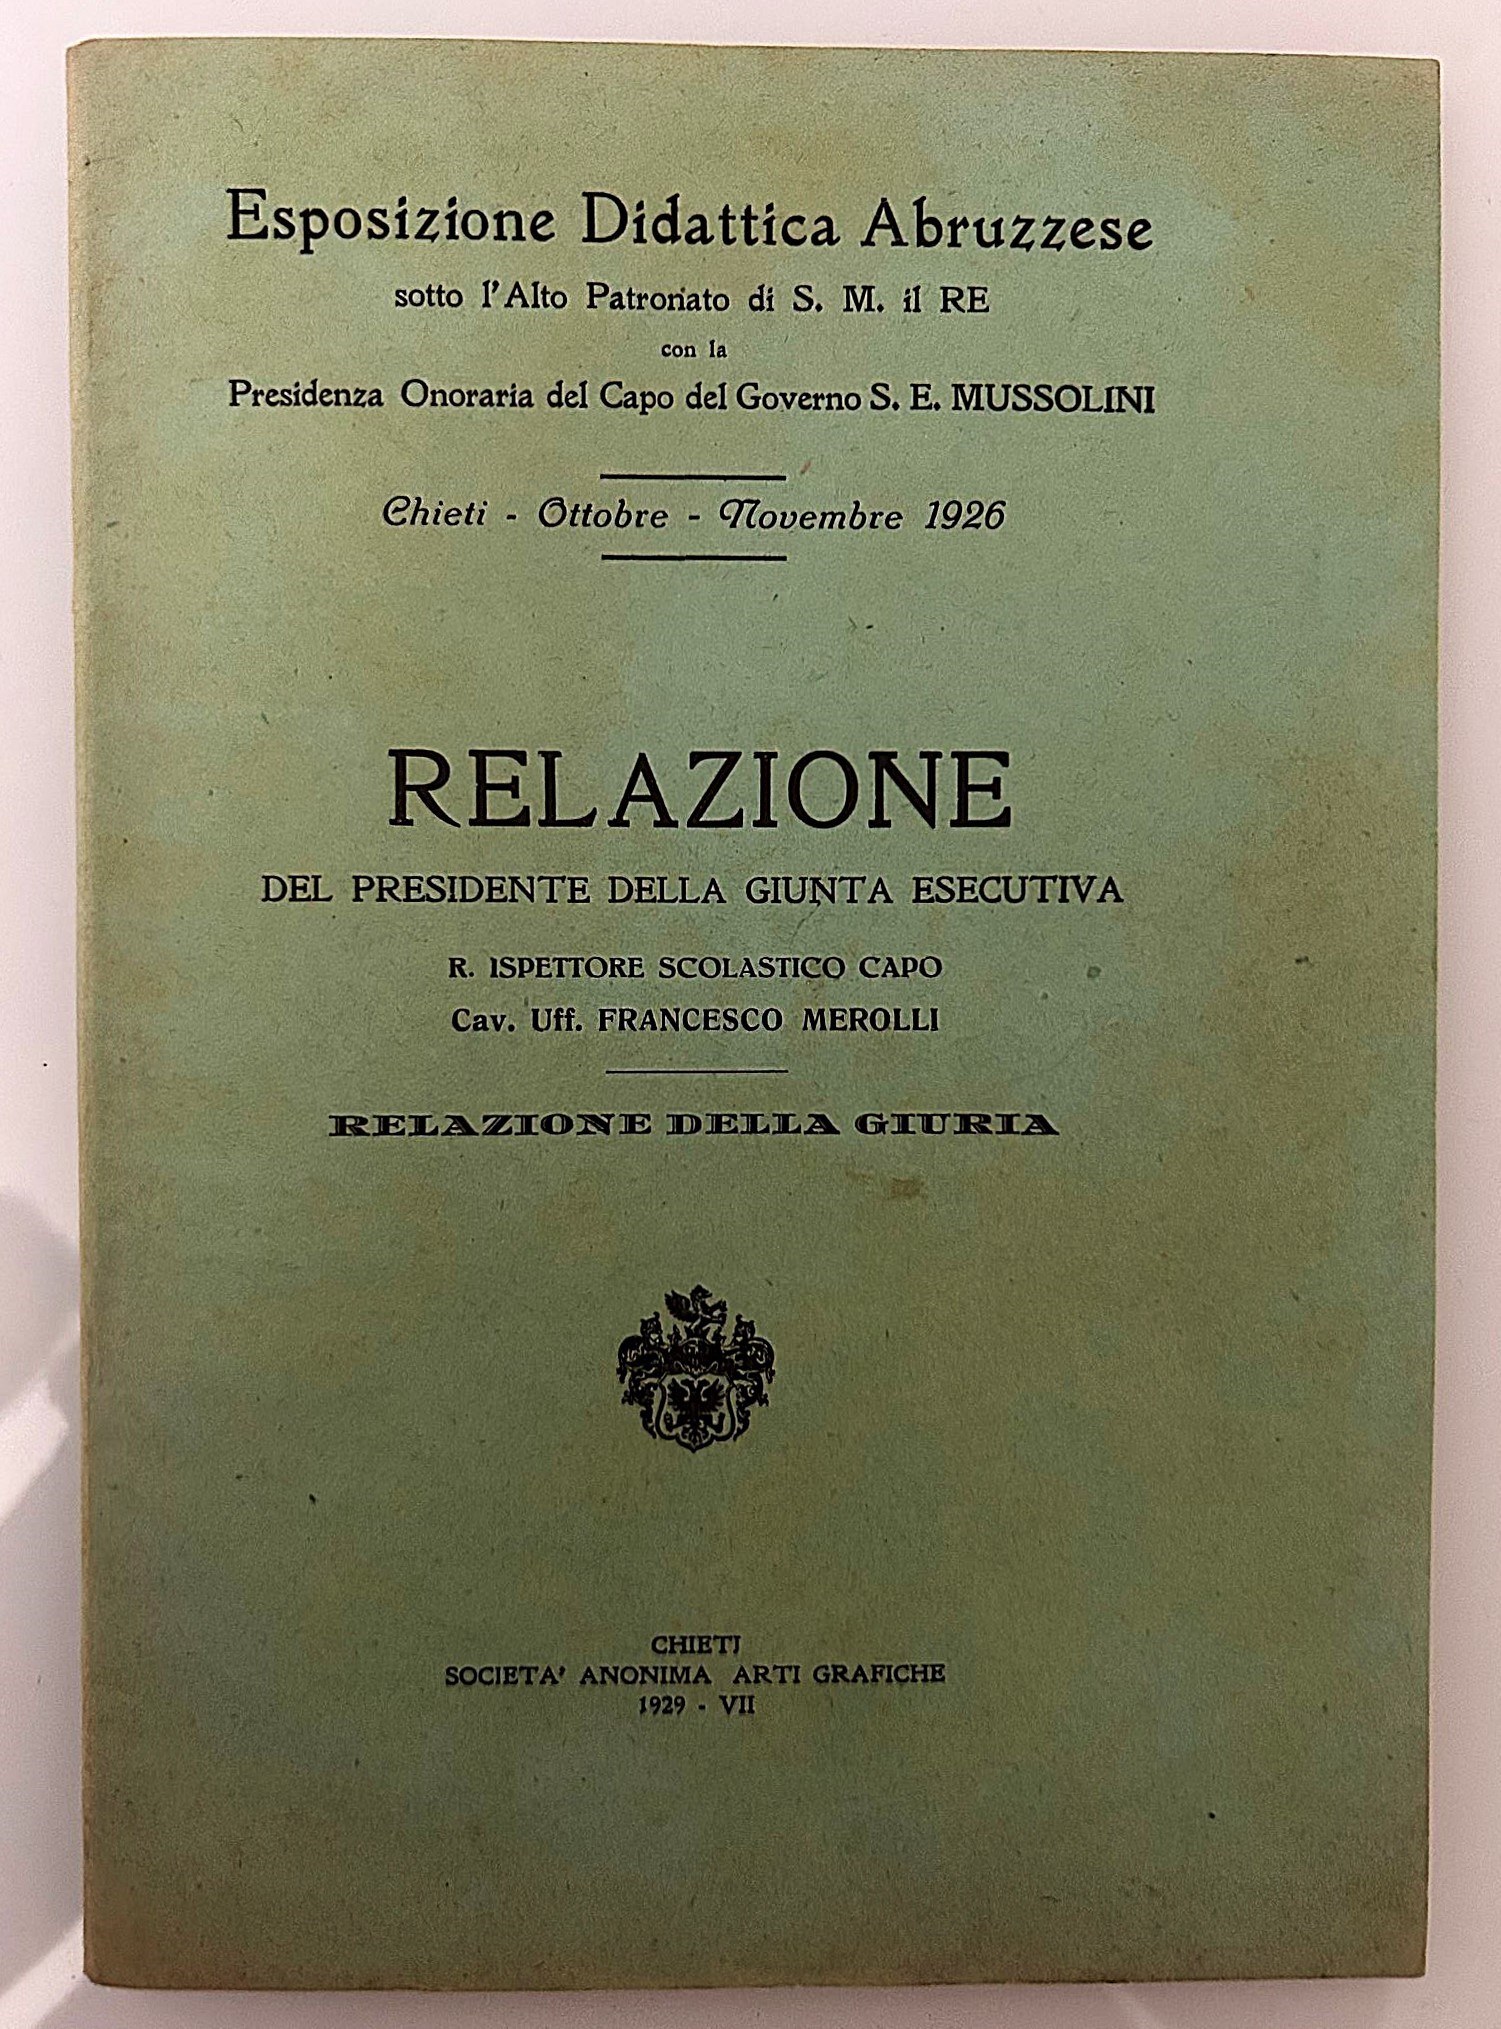 Esposizione Didattica Abruzzese
sotto l'Alto Patronato di S. M. il RE
con la
Presidenza Onoraria del Capo del Governo S. E. MUSSOLINI
Chieti - Ottobre - Novembre 1926
RELAZIONE
DEL PRESIDENTE DELLA GIUNTA ESECUTIVA
R. ISPETTORE SCOLASTICO CAPO
Cav. Uff. FRANCESCO MEROLLI
RELAZIONE DELLA GIURIA
CHIETI
SOCIETA' ANONIMA ARTI GRAFICHE
1929 - VII